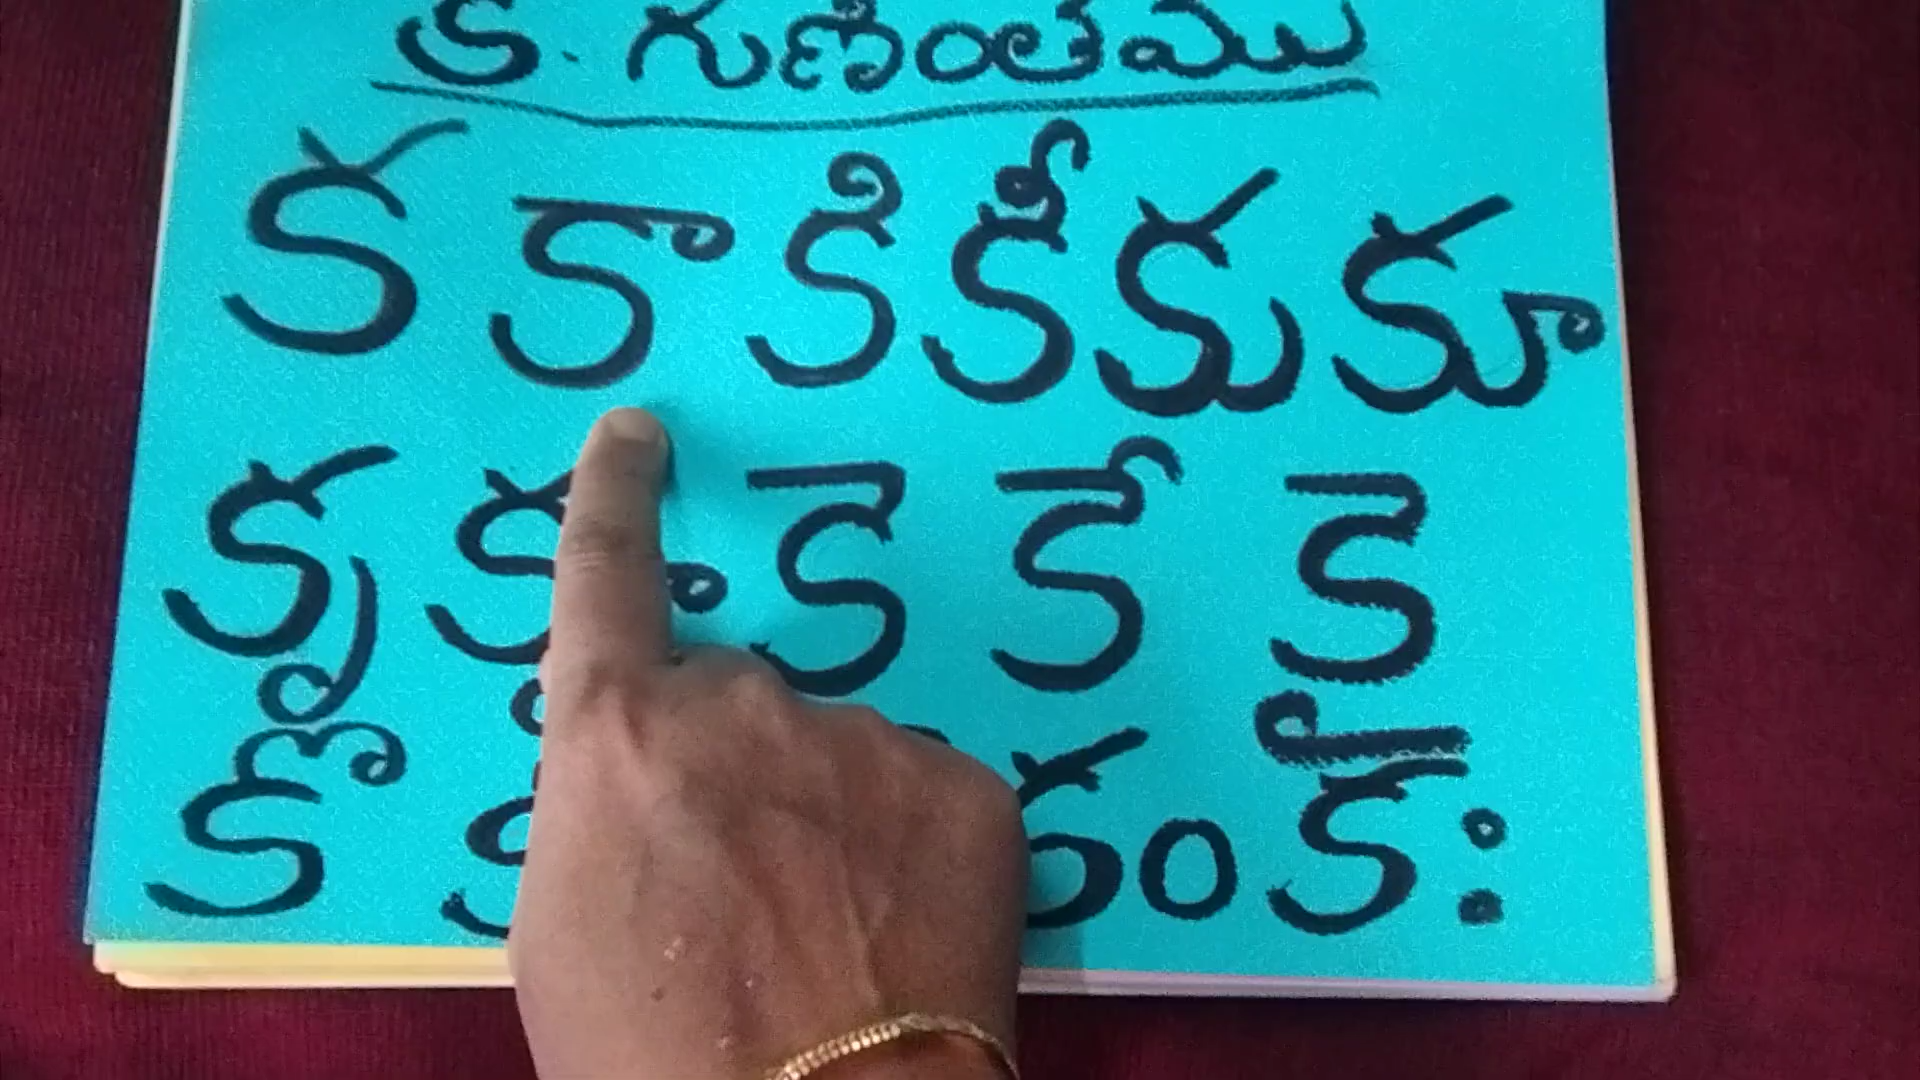 క. గుణింతము
క కా కి కీ కు కూ
కృ కౄ కె కే కై
కొ కం క: